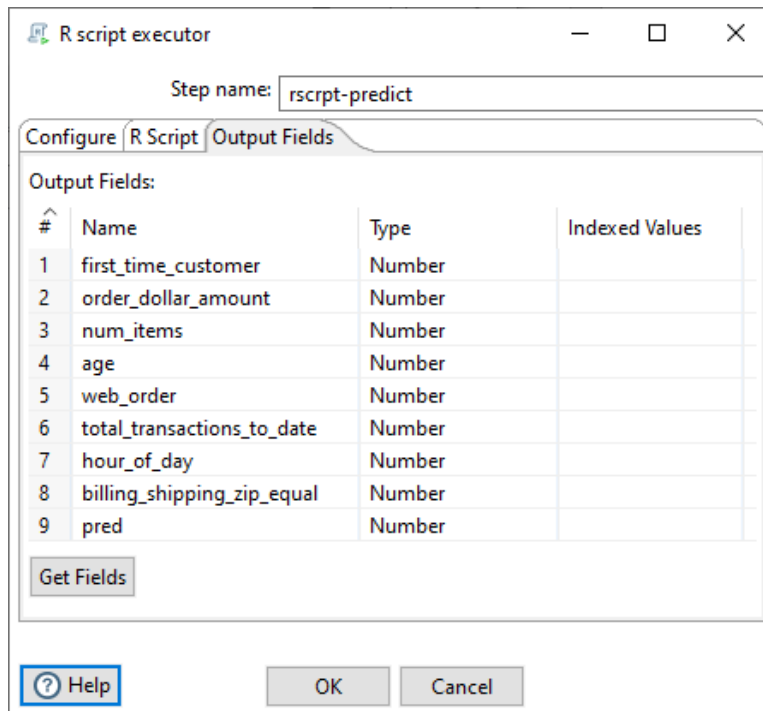 R script executor
Step name: rscrpt-predict
Configure R Script Output Fields
Output Fields:
# Name Type Indexed Values
1 first_time_customer Number
2 order_dollar_amount Number
3 num_items Number
4 age Number
5 web_order Number
6 total_transactions_to_date Number
7 hour_of_day Number
8 billing_shipping_zip_equal Number
9 pred Number
Get Fields
? Help OK Cancel